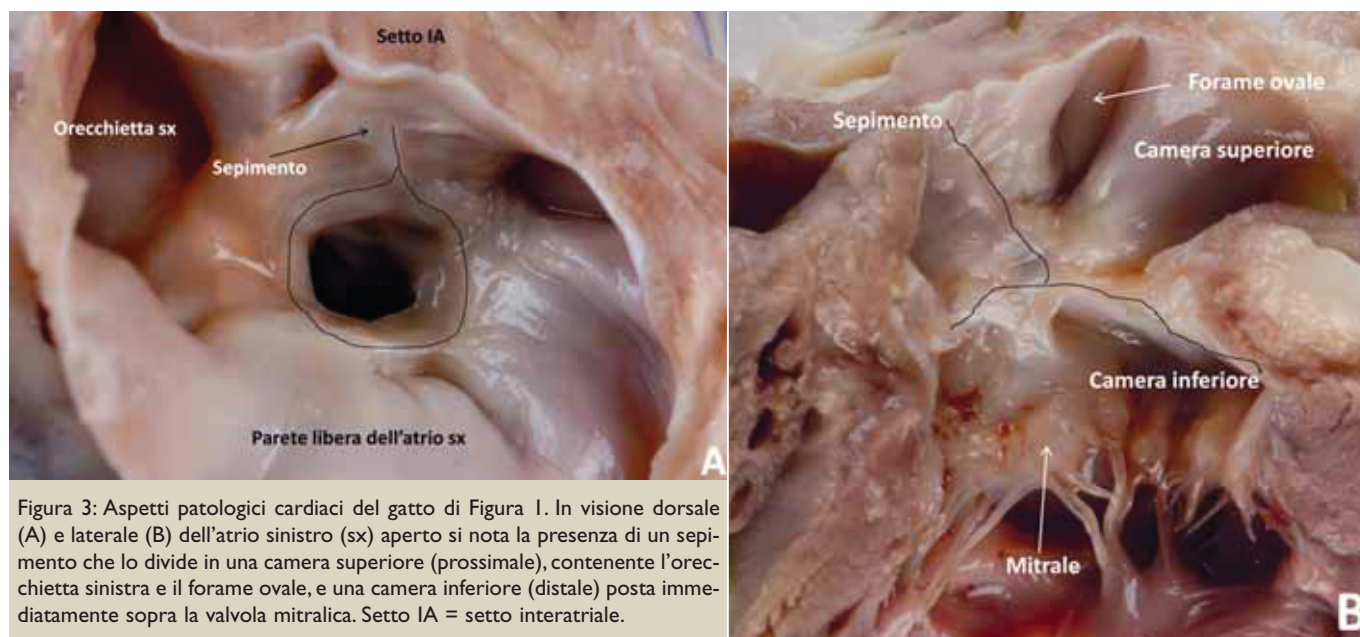 Setto IA
Orecchietta sx
Sepimento
Parete libera dell'atrio sx
A
Forame ovale
Sepimento
Camera superiore
Camera inferiore
Mitrale
B
Figura 3: Aspetti patologici cardiaci del gatto di Figura 1. In visione dorsale
(A) e laterale (B) dell'atrio sinistro (sx) aperto si nota la presenza di un sepi-
mento che lo divide in una camera superiore (prossimale), contenente l'orec-
chietta sinistra e il forame ovale, e una camera inferiore (distale) posta imme-
diatamente sopra la valvola mitralica. Setto IA = setto interatriale.